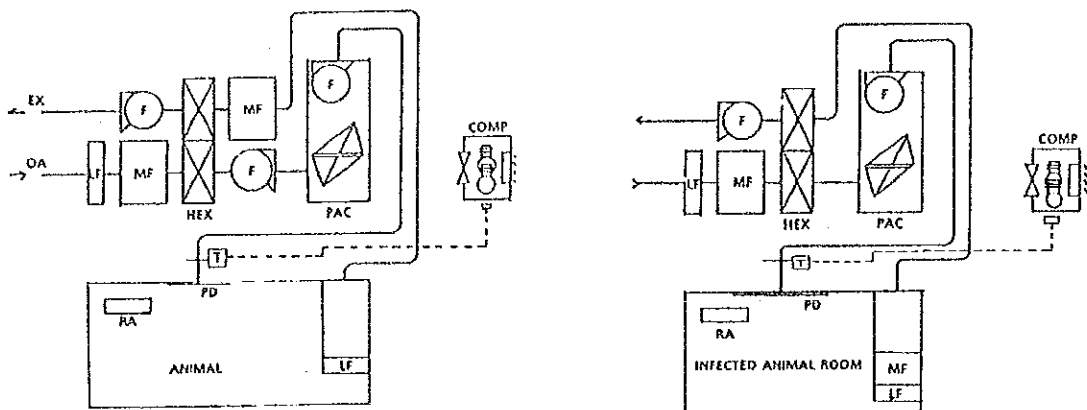 EX
F
MF
F
OA
LF
MF
HEX
F
PAC
COMP
T
PD
RA
ANIMAL
LF
F
F
LF
MF
HEX
PAC
COMP
T
PD
RA
INFECTED ANIMAL ROOM
MF
LF